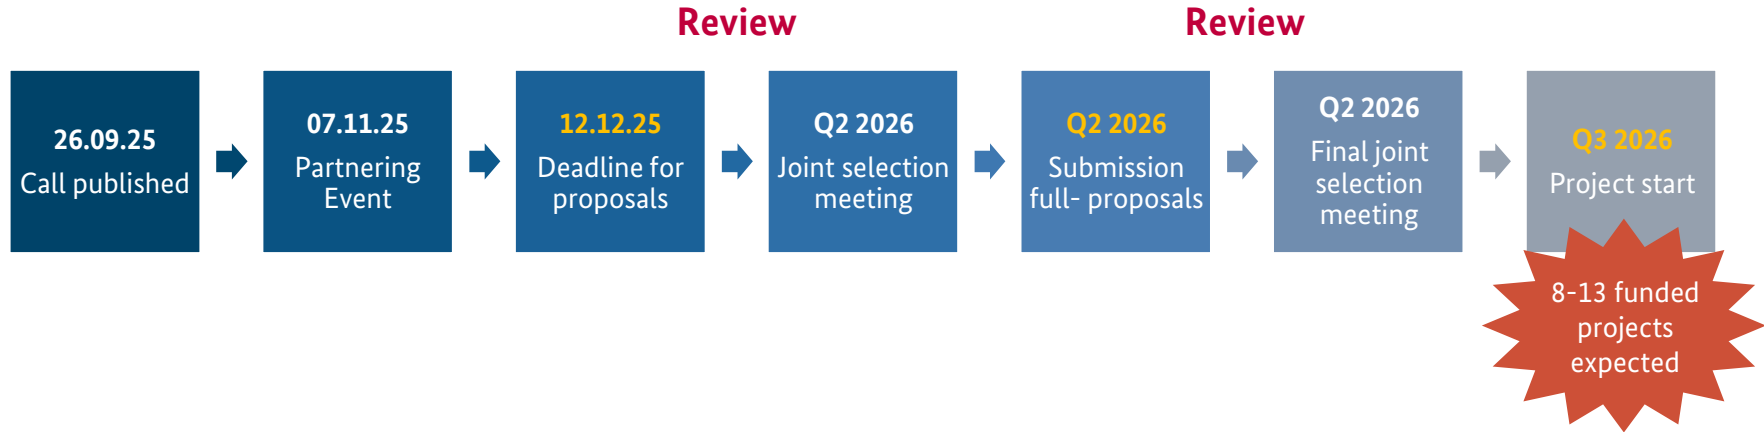 Review
Review
26.09.25
Call published
07.11.25
Partnering
Event
12.12.25
Deadline for
proposals
Q2 2026
Joint selection
meeting
Q2 2026
Submission
full- proposals
Q2 2026
Final joint
selection
meeting
Q3 2026
Project start
8-13 funded
projects
expected